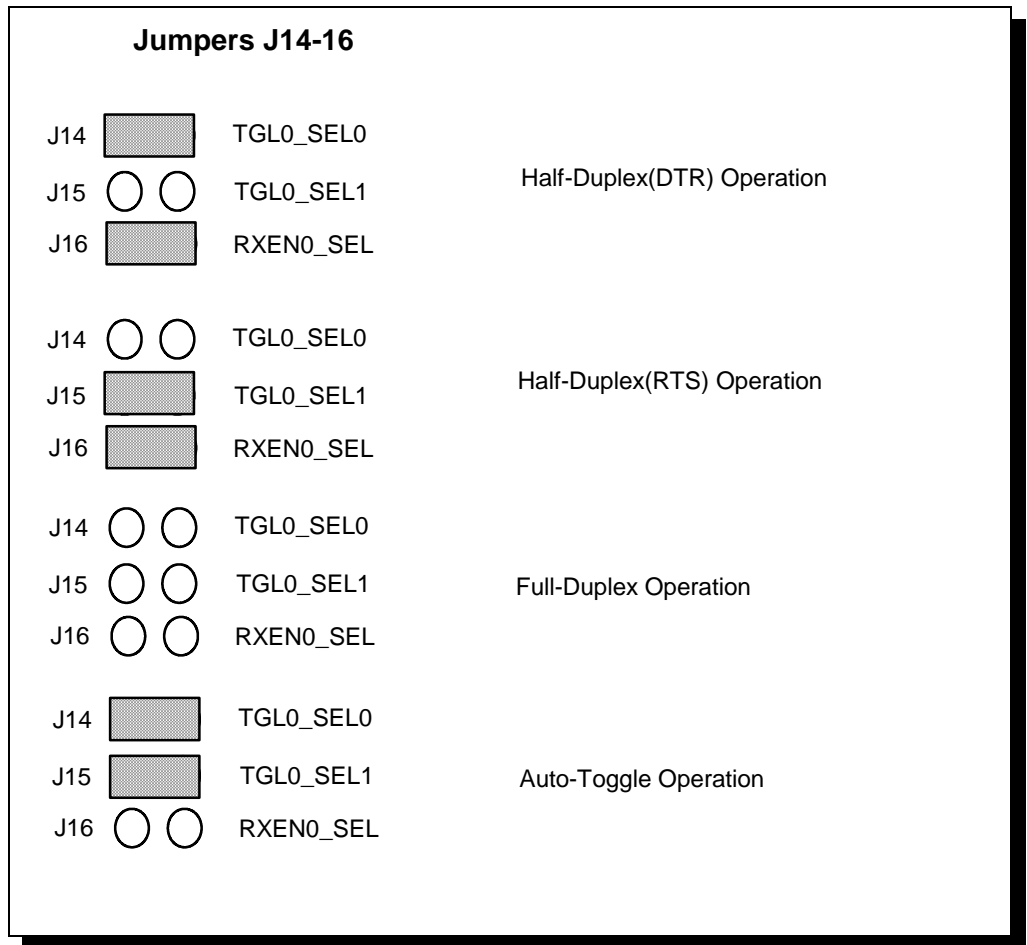 Jumpers J14-16
J14 TGL0_SEL0
J15 TGL0_SEL1
J16 RXEN0_SEL
Half-Duplex(DTR) Operation
J14 TGL0_SEL0
J15 TGL0_SEL1
J16 RXEN0_SEL
Half-Duplex(RTS) Operation
J14 TGL0_SEL0
J15 TGL0_SEL1
J16 RXEN0_SEL
Full-Duplex Operation
J14 TGL0_SEL0
J15 TGL0_SEL1
J16 RXEN0_SEL
Auto-Toggle Operation